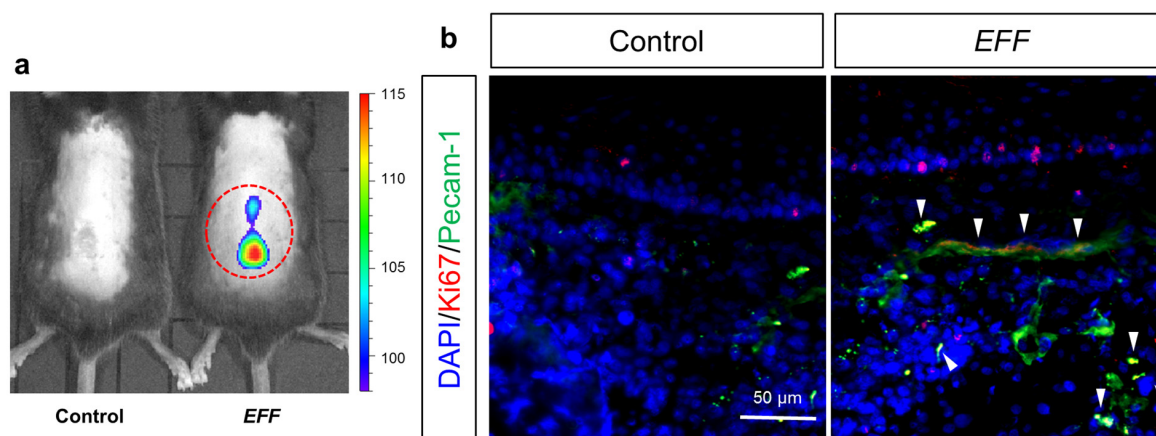 a
115
110
105
100
Control
EFF
b
Control
EFF
DAPI/Ki67/Pecam-1
50 µm